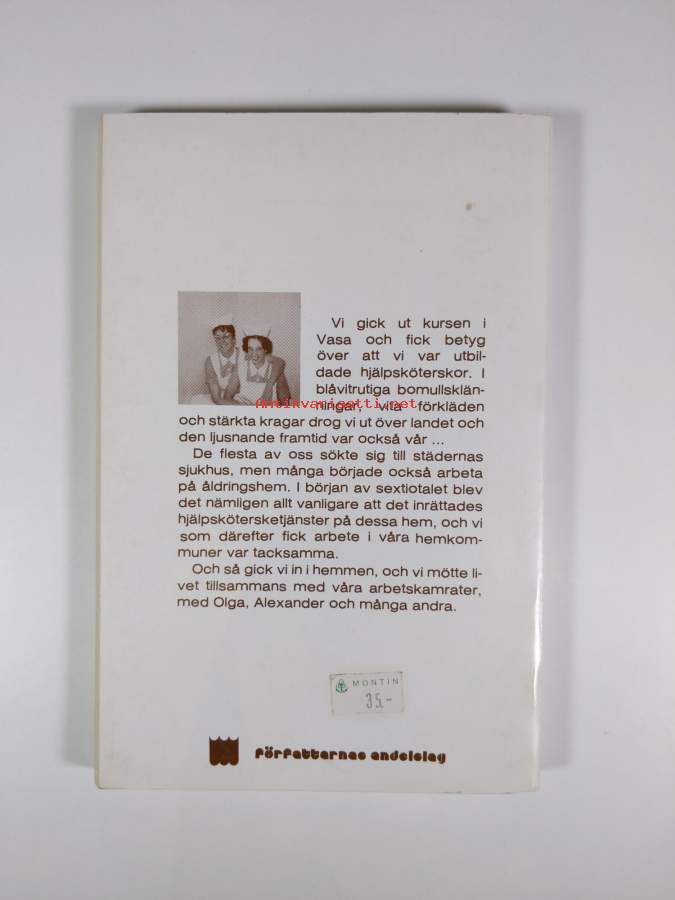 Vi gick ut kursen i
Vasa och fick betyg
över att vi var utbil-
dade hjälpsköterskor. I
blåvitrutiga bomullsklän-
Antikvariaatti.net
ningar, vita förkläden
och stärkta kragar drog vi ut över landet och
den ljusnande framtid var också vår ...
De flesta av oss sökte sig till städernas
sjukhus, men många började också arbeta
på åldringshem. I början av sextiotalet blev
det nämligen allt vanligare att det inrättades
hjälpskötersketjänster på dessa hem, och vi
som därefter fick arbete i våra hemkom-
muner var tacksamma.
Och så gick vi in i hemmen, och vi mötte li-
vet tillsammans med våra arbetskamrater,
med Olga, Alexander och många andra.
MONTIN
35,-
författarnas andelslag